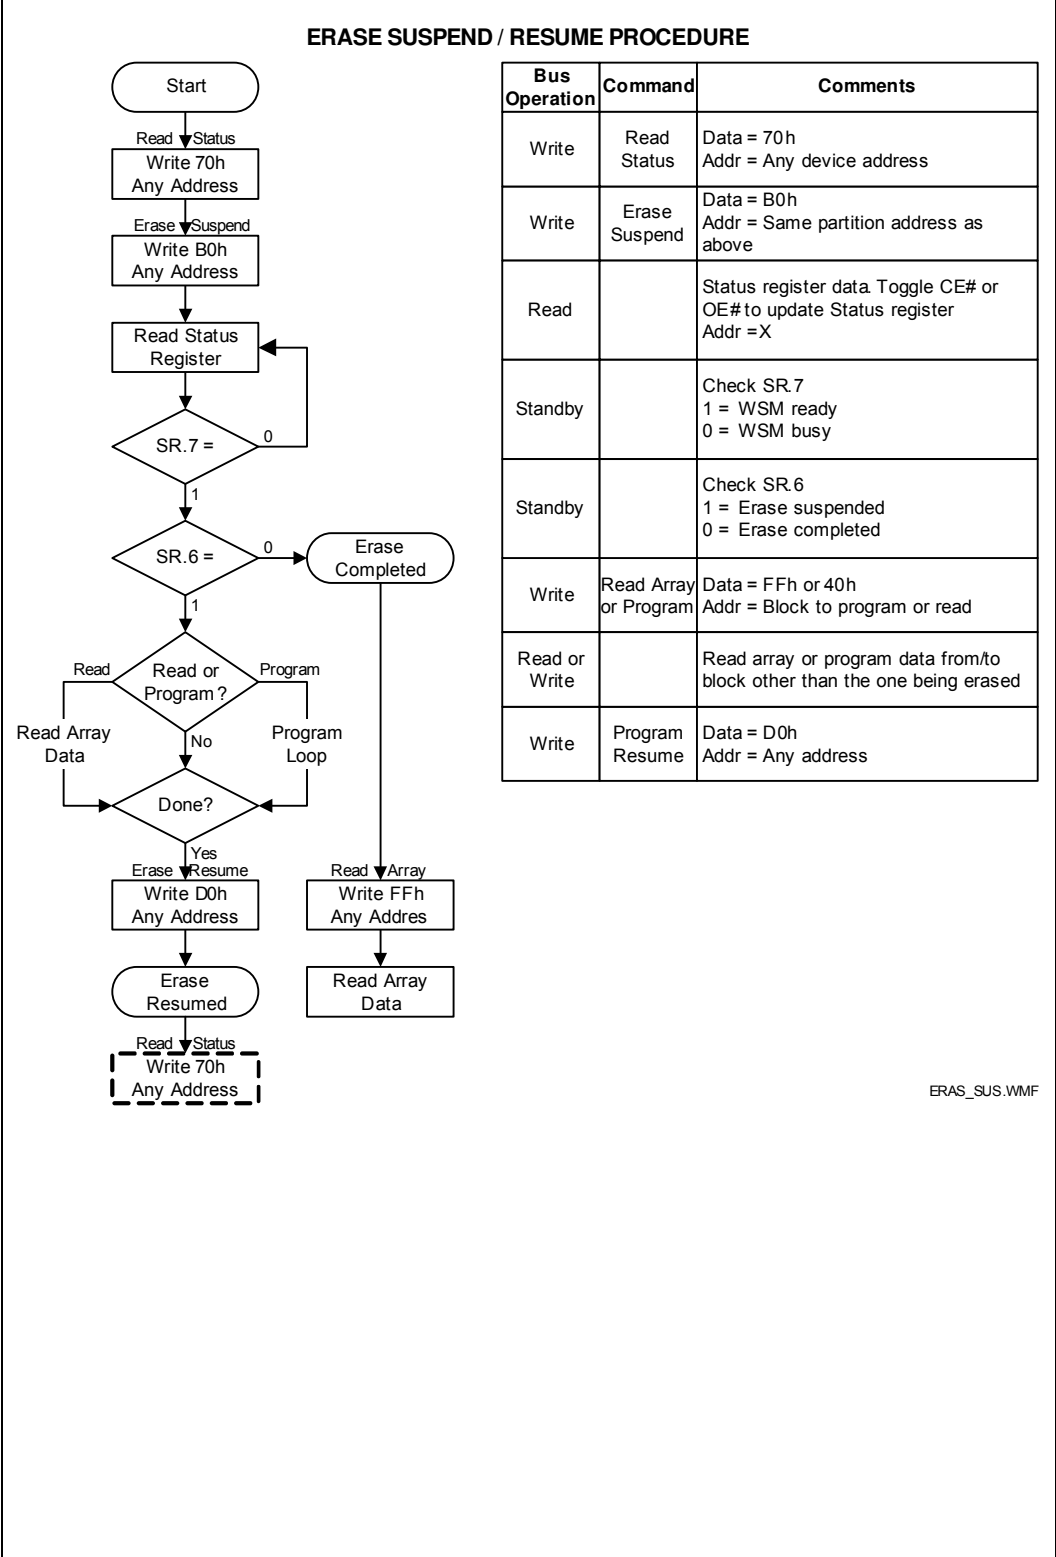 ERASE SUSPEND / RESUME PROCEDURE
Start
Read Status
Write 70h
Any Address
Erase Suspend
Write B0h
Any Address
Read Status
Register
SR.7 =
0
1
SR.6 =
0
Erase
Completed
1
Read
Read or
Program?
Program
Read Array
Data
No
Program
Loop
Done?
Yes
Erase Resume
Write D0h
Any Address
Read Array
Write FFh
Any Addres
Erase
Resumed
Read Array
Data
Read Status
Write 70h
Any Address
Bus
Operation
Command
Comments
Write
Read
Status
Data = 70h
Addr = Any device address
Write
Erase
Suspend
Data = B0h
Addr = Same partition address as
above
Read
Status register data. Toggle CE# or
OE# to update Status register
Addr = X
Standby
Check SR.7
1 = WSM ready
0 = WSM busy
Standby
Check SR.6
1 = Erase suspended
0 = Erase completed
Write
Read Array
or Program
Data = FFh or 40h
Addr = Block to program or read
Read or
Write
Read array or program data from/to
block other than the one being erased
Write
Program
Resume
Data = D0h
Addr = Any address
ERAS_SUS.WMF